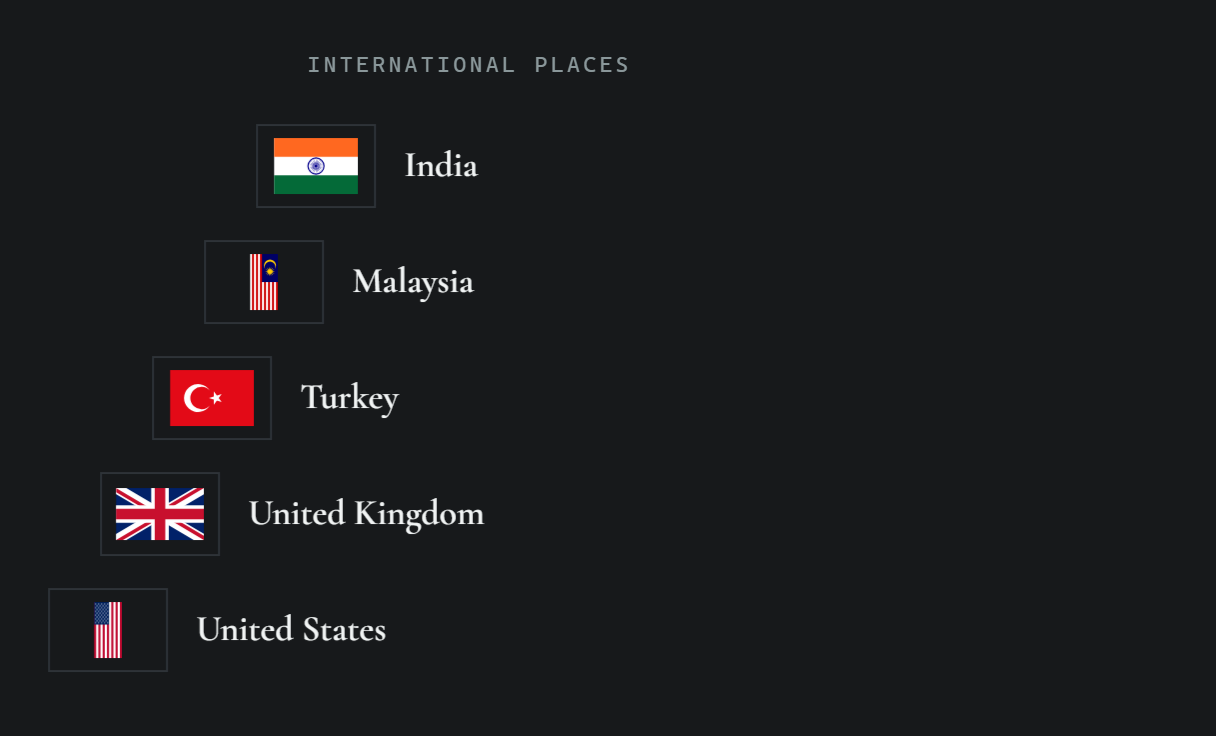 INTERNATIONAL PLACES
India
Malaysia
Turkey
United Kingdom
United States